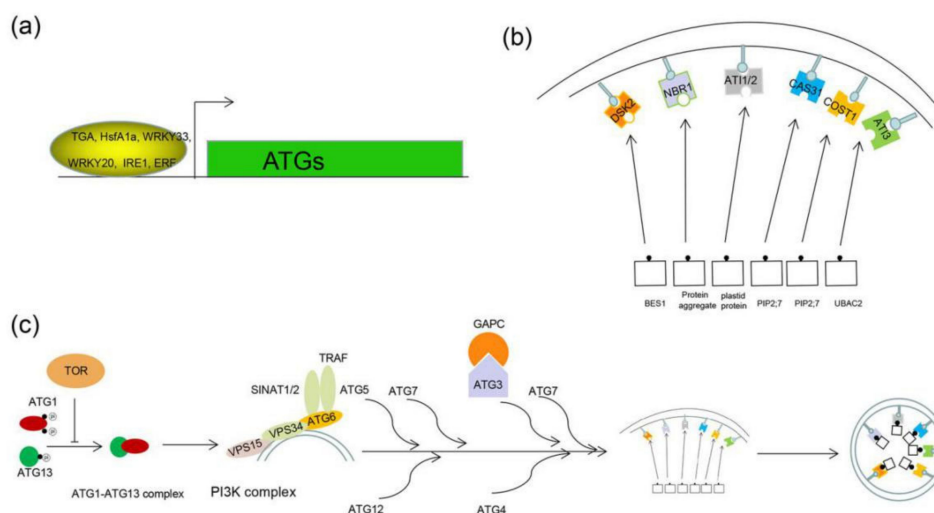 (a)
TGA, HsfA1a, WRKY33,
WRKY20, IRE1, ERF
ATGs
(b)
DSK2
NBR1
ATI1/2
CAS31
COST1
ATI3
BES1
Protein
aggregate
plastid
protein
PIP2;7
PIP2;7
UBAC2
(c)
TOR
ATG1
ATG13
ATG1-ATG13 complex
SINAT1/2
TRAF
VPS15
VPS34
ATG6
PI3K complex
ATG5
ATG7
GAPC
ATG3
ATG7
ATG12
ATG4